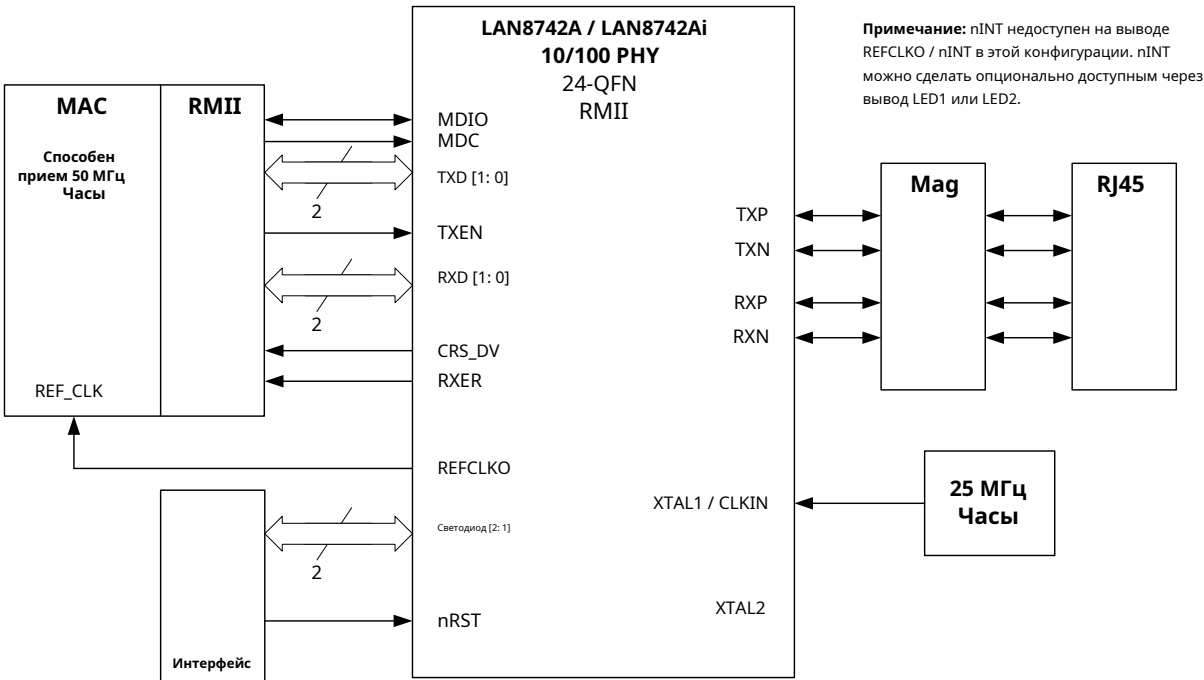 LAN8742A / LAN8742Ai
10/100 PHY
24-QFN
RMII
Примечание: nINT недоступен на выводе
REFCLKO / nINT в этой конфигурации. nINT
можно сделать опционально доступным через
вывод LED1 или LED2.
MAC
RMII
Способен
прием 50 МГц
Часы
REF_CLK
MDIO
MDC
TXD [1: 0]
2
TXEN
RXD [1: 0]
2
CRS_DV
RXER
REFCLKO
Светодиод [2: 1]
2
nRST
Интерфейс
TXP
TXN
RXP
RXN
Mag
RJ45
XTAL1 / CLKIN
XTAL2
25 МГц
Часы